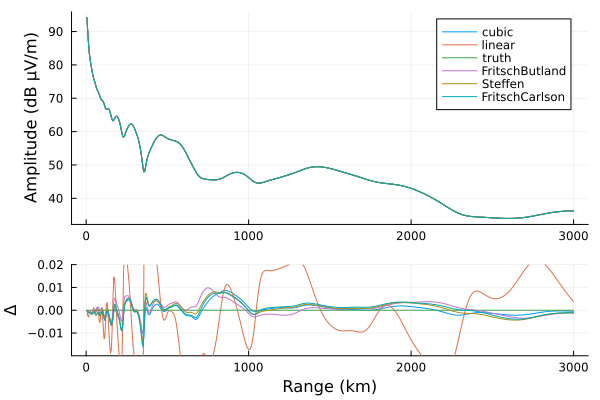 Amplitude (dB μV/m)
90
80
70
60
50
40
0
1000
2000
3000
cubic
linear
truth
FritschButland
Steffen
FritschCarlson
Δ
0.02
0.01
0.00
−0.01
0
1000
2000
3000
Range (km)